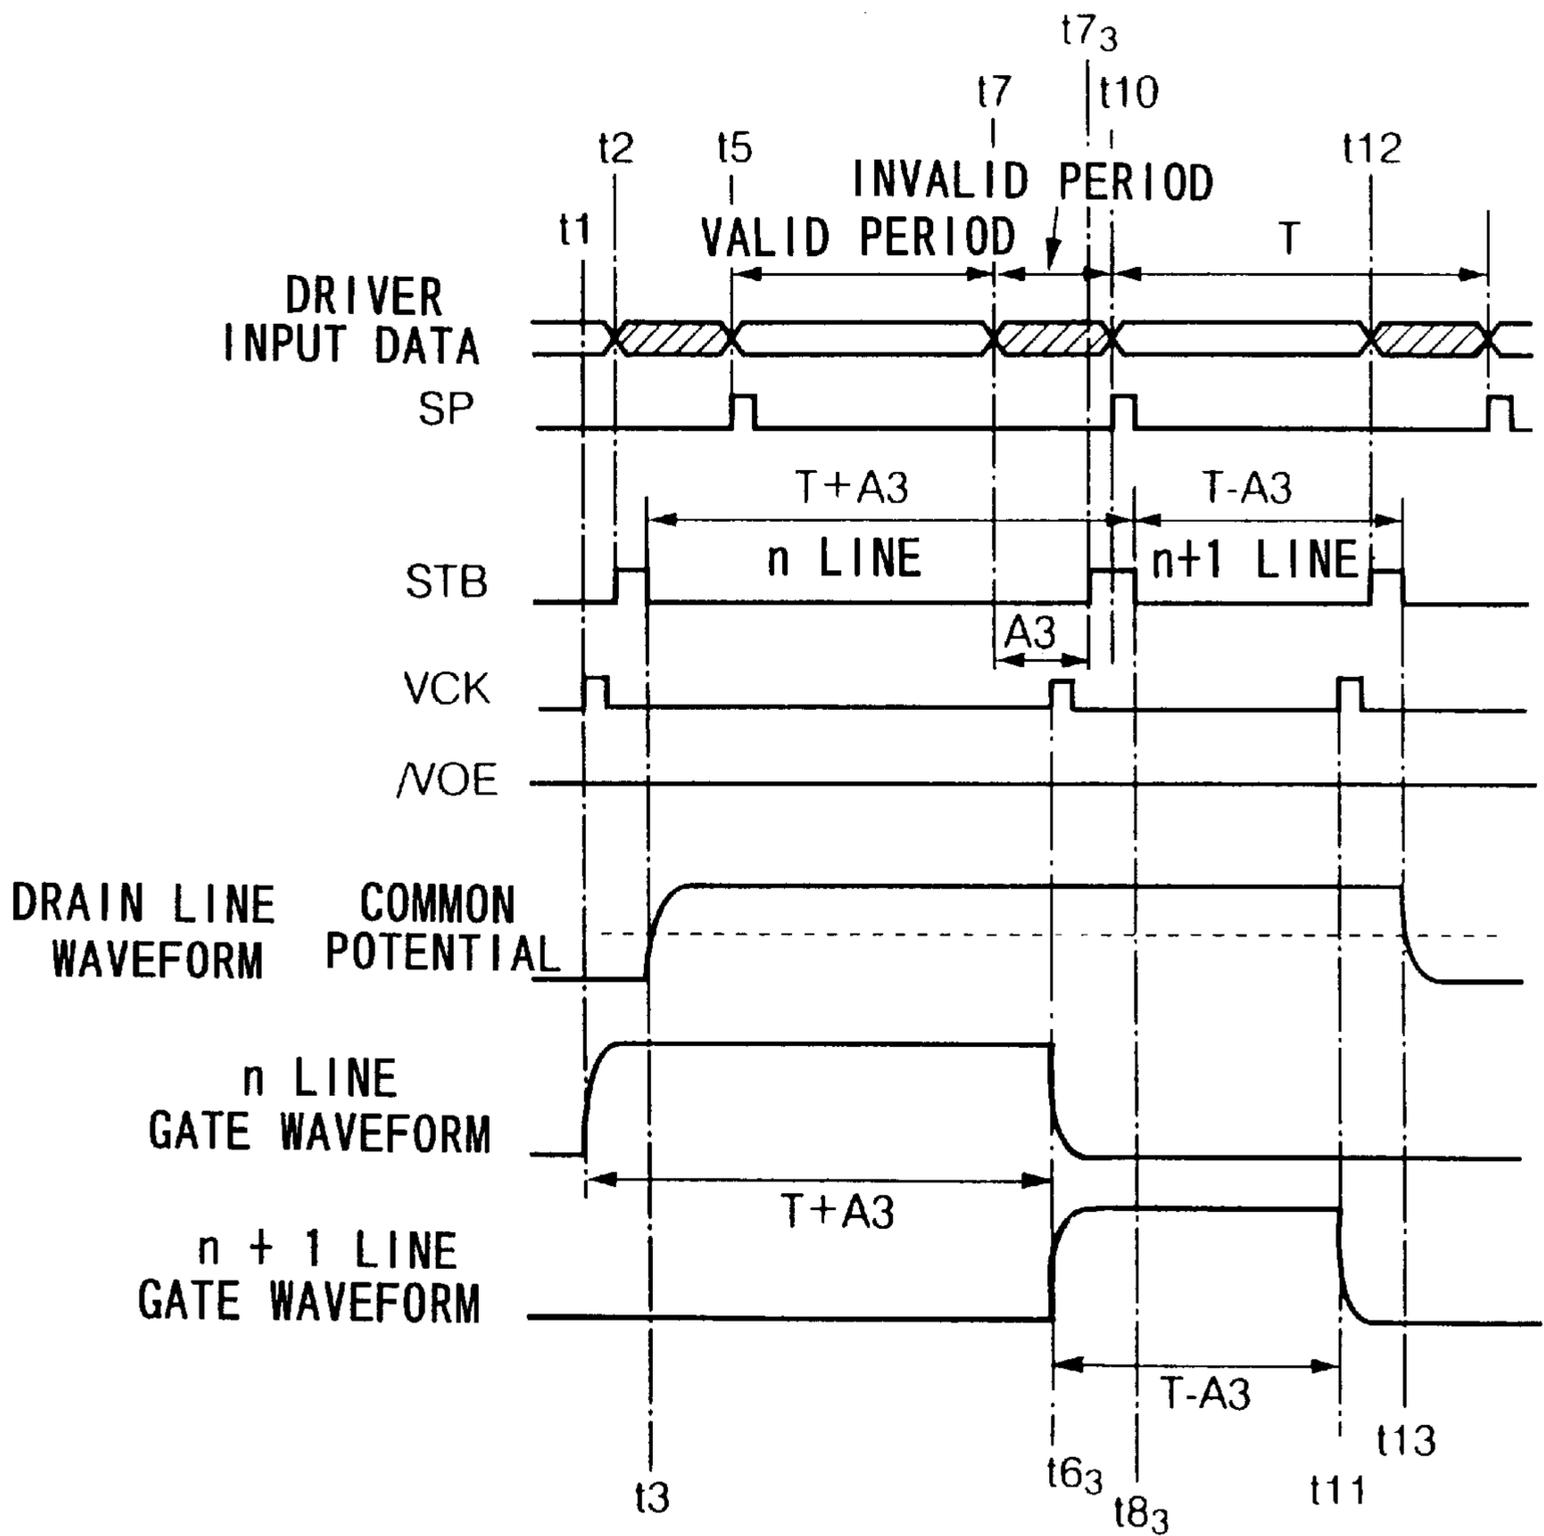 t7₃
t7 t10
t2 t5 t12
INVALID PERIOD
t1 VALID PERIOD T
DRIVER
INPUT DATA
SP
T+A3 T-A3
STB n LINE n+1 LINE
A3
VCK
/VOE
DRAIN LINE COMMON
WAVEFORM POTENTIAL
n LINE
GATE WAVEFORM
T+A3
n + 1 LINE
GATE WAVEFORM
T-A3
t13
t3 t6₃ t11
t8₃